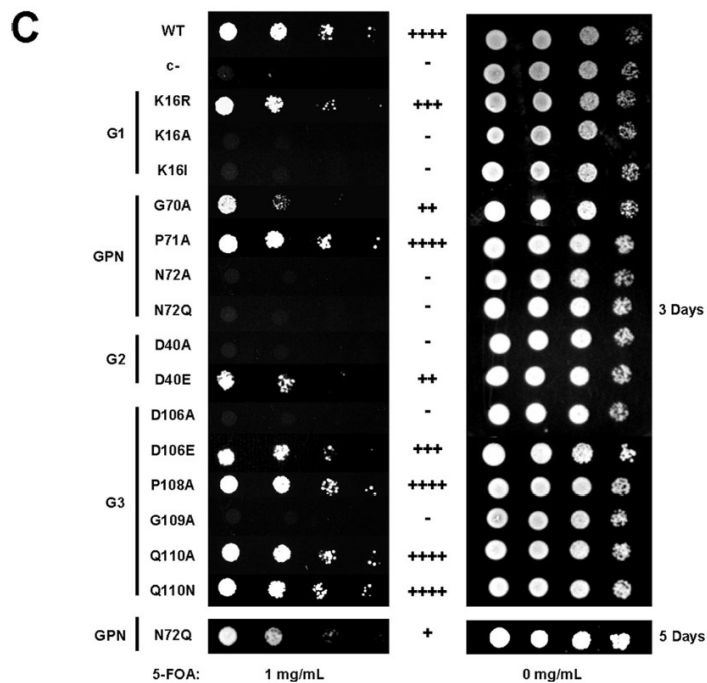 C
WT ++++
c- -
K16R +++
G1 K16A -
K16I -
G70A ++
GPN P71A ++++
N72A -
N72Q - 3 Days
G2 D40A -
D40E ++
D106A -
D106E +++
G3 P108A ++++
G109A -
Q110A ++++
Q110N ++++
GPN N72Q + 5 Days
5-FOA: 1 mg/mL 0 mg/mL